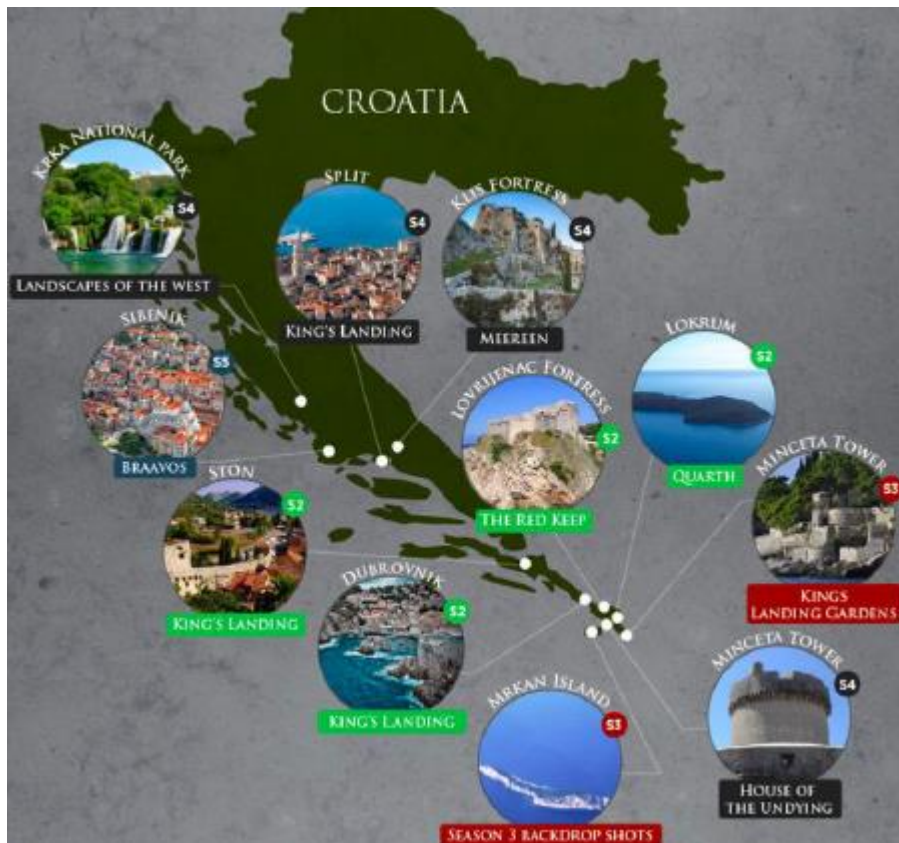 CROATIA
KRKA NATIONAL PARK
S4
LANDSCAPES OF THE WEST
SPLIT
S4
KING'S LANDING
KLIS FORTRESS
S4
MEEREEN
SIBENIK
S5
BRAAVOS
LOVRIJENAC FORTRESS
S2
THE RED KEEP
LOKRUM
S2
QUARTH
MINCETA TOWER
S3
KING'S
LANDING GARDENS
STON
S2
KING'S LANDING
DUBROVNIK
S2
KING'S LANDING
MRKAN ISLAND
S3
SEASON 3 BACKDROP SHOTS
MINCETA TOWER
S4
HOUSE OF
THE UNDYING